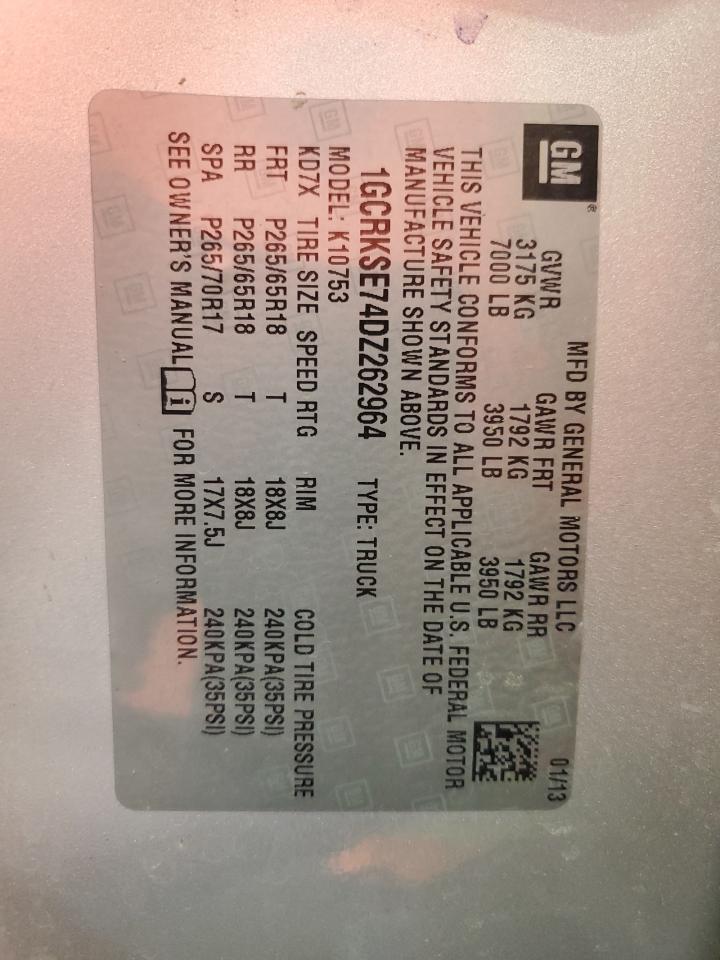 GM®
MFD BY GENERAL MOTORS LLC 01/13
GVWR GAWR FRT GAWR RR
3175 KG 1792 KG 1792 KG
7000 LB 3950 LB 3950 LB
THIS VEHICLE CONFORMS TO ALL APPLICABLE U.S. FEDERAL MOTOR
VEHICLE SAFETY STANDARDS IN EFFECT ON THE DATE OF
MANUFACTURE SHOWN ABOVE.
1GCRKSE74DZ262964 TYPE: TRUCK
MODEL: K10753
KD7X TIRE SIZE SPEED RTG RIM COLD TIRE PRESSURE
FRT P265/65R18 T 18X8J 240KPA(35PSI)
RR P265/65R18 T 18X8J 240KPA(35PSI)
SPA P265/70R17 S 17X7.5J 240KPA(35PSI)
SEE OWNER'S MANUAL i FOR MORE INFORMATION.